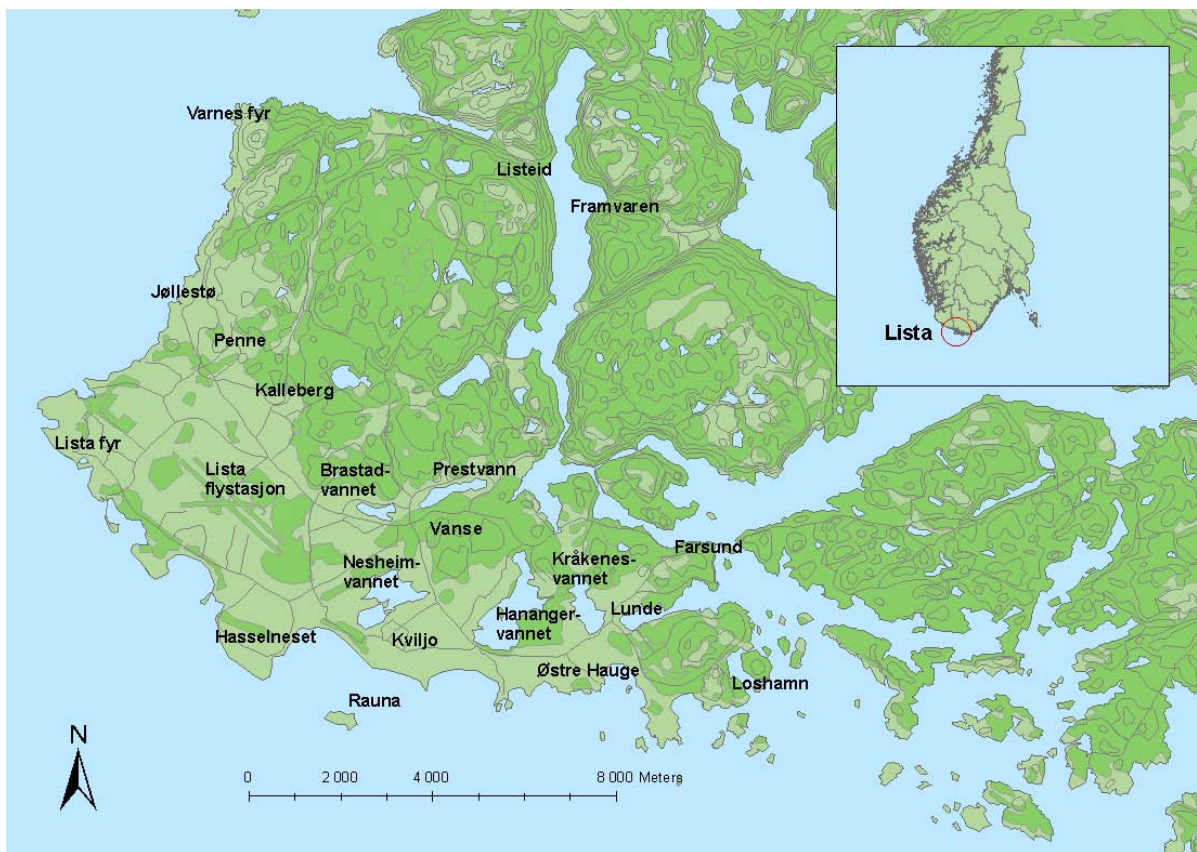 Varnes fyr
Listeid
Framvaren
Jøllestø
Penne
Lista
Kalleberg
Lista fyr
Lista
flystasjon
Brastad-
vannet
Prestvann
Vanse
Farsund
Nesheim-
vannet
Kråkenes-
vannet
Lunde
Hananger-
vannet
Hasselneset
Kviljo
Østre Hauge
Loshamn
Rauna
N
0 2 000 4 000 8 000 Meters